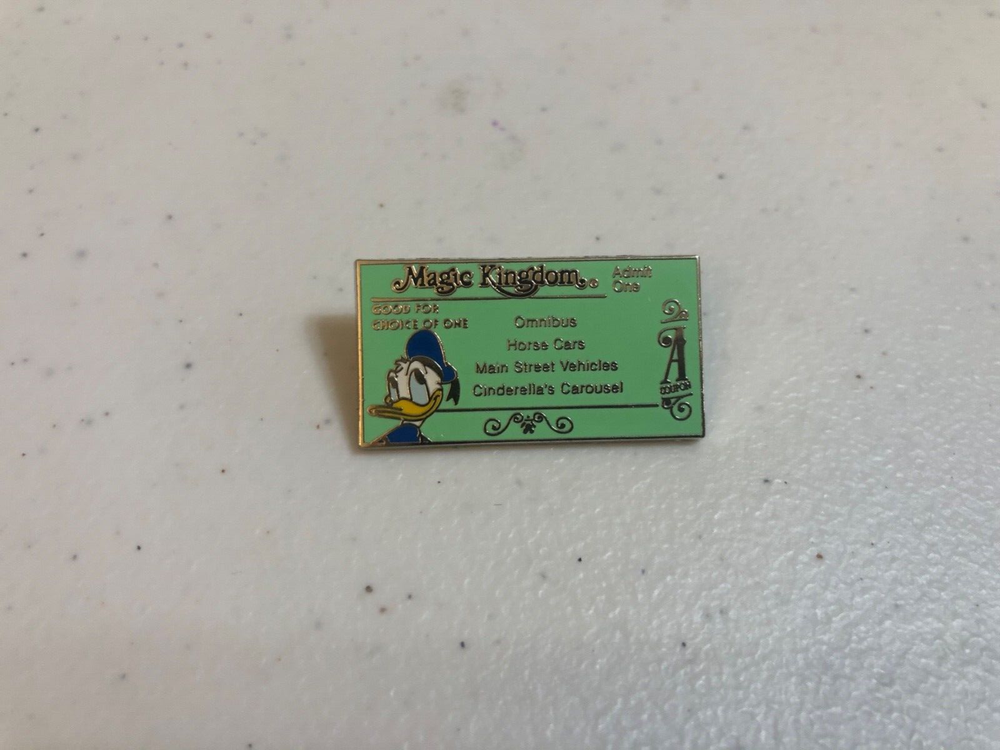 Magic Kingdom®
Admit
One
GOOD FOR
CHOICE OF ONE
Omnibus
Horse Cars
Main Street Vehicles
Cinderella's Carousel
A
COUPON